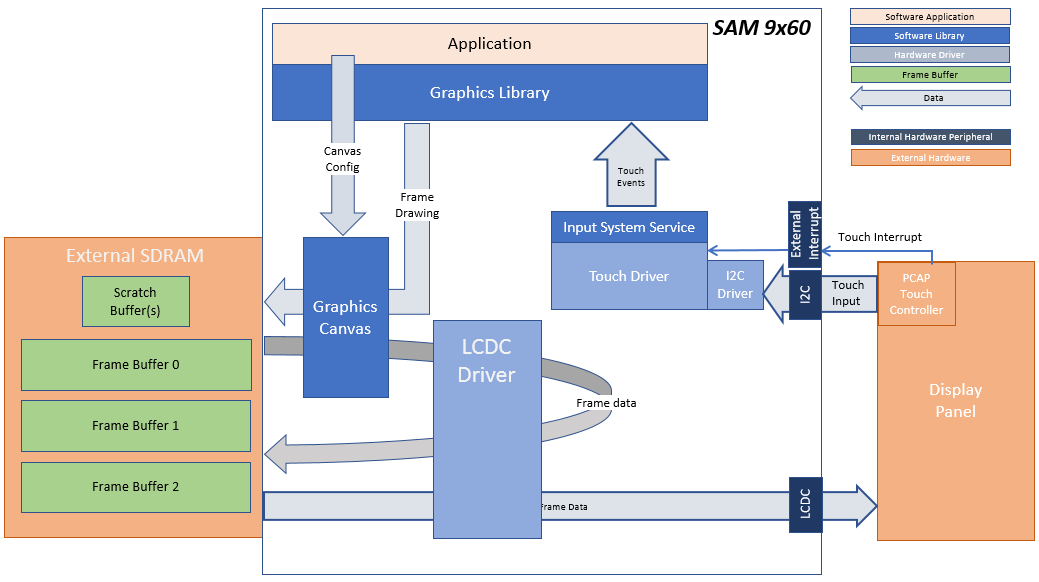 SAM 9x60
Application
Graphics Library
Software Application
Software Library
Hardware Driver
Frame Buffer
Data
Internal Hardware Peripheral
External Hardware
Canvas
Config
Frame
Drawing
Touch
Events
Input System Service
Touch Driver
I2C
Driver
External
Interrupt
I2C
Touch Interrupt
Touch
Input
PCAP
Touch
Controller
Display
Panel
External SDRAM
Scratch
Buffer(s)
Frame Buffer 0
Frame Buffer 1
Frame Buffer 2
Graphics
Canvas
LCDC
Driver
Frame data
Frame Data
LCDC